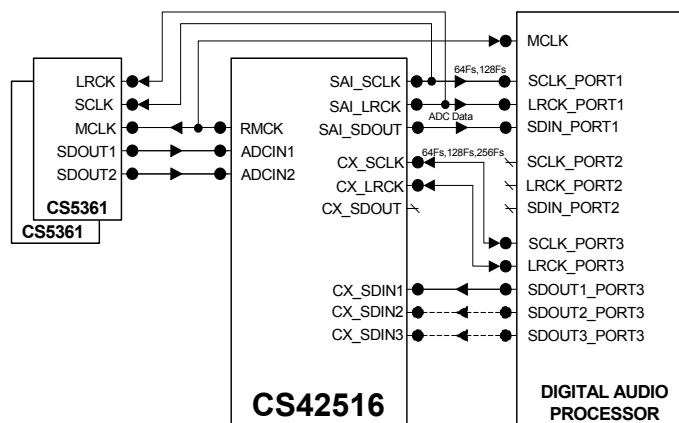 MCLK
64Fs,128Fs
LRCK
SCLK
MCLK
SDOUT1
SDOUT2
CS5361
CS5361
RMCK
ADCIN1
ADCIN2
SAI_SCLK
SAI_LRCK
SAI_SDOUT
ADC Data
CX_SCLK
64Fs,128Fs,256Fs
CX_LRCK
CX_SDOUT
CX_SDIN1
CX_SDIN2
CX_SDIN3
CS42516
SCLK_PORT1
LRCK_PORT1
SDIN_PORT1
SCLK_PORT2
LRCK_PORT2
SDIN_PORT2
SCLK_PORT3
LRCK_PORT3
SDOUT1_PORT3
SDOUT2_PORT3
SDOUT3_PORT3
DIGITAL AUDIO
PROCESSOR